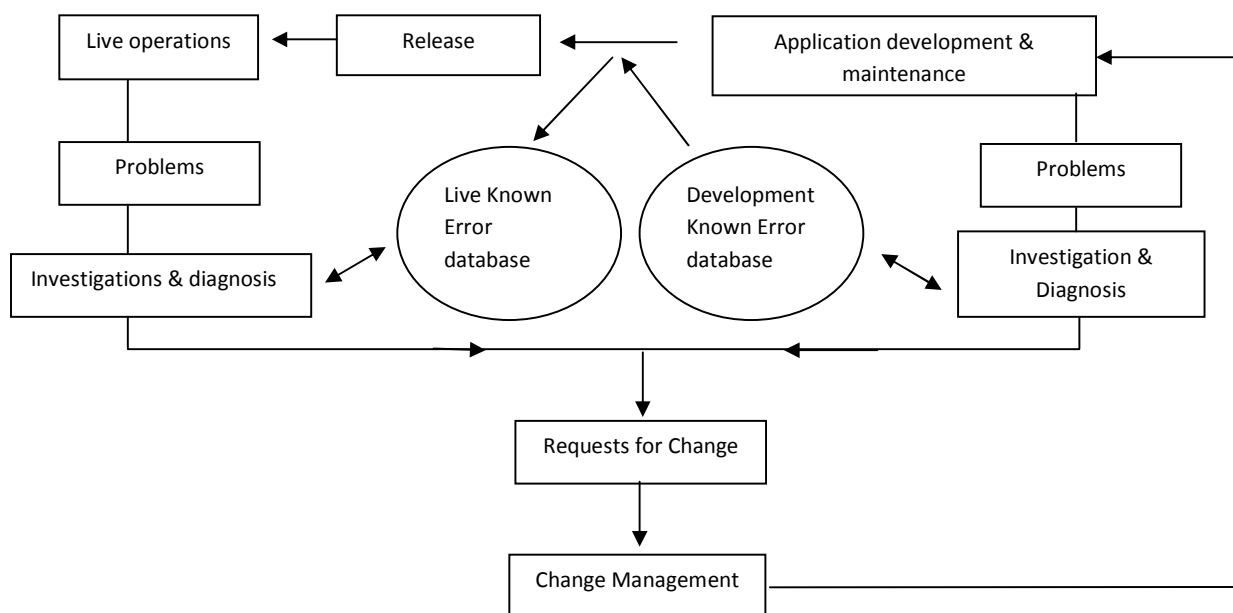 Live operations
Release
Application development &
maintenance
Problems
Problems
Live Known
Error
database
Development
Known Error
database
Investigations & diagnosis
Investigation &
Diagnosis
Requests for Change
Change Management